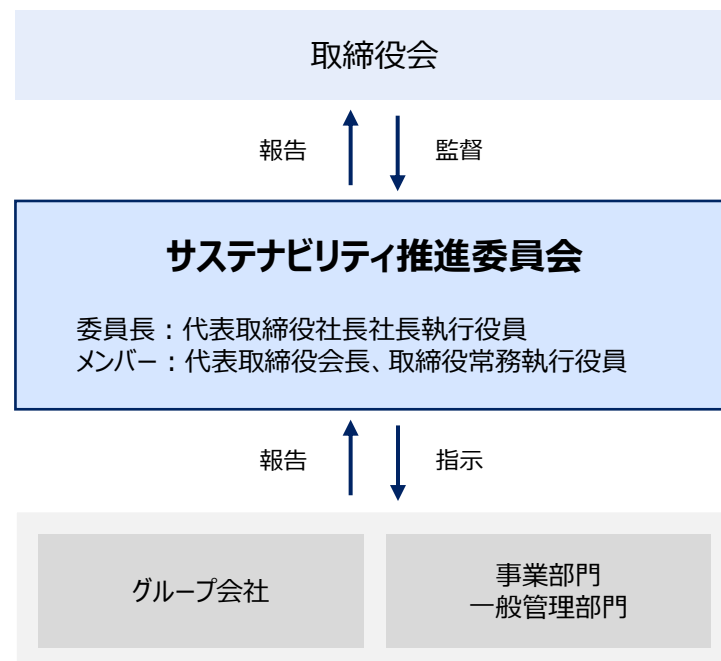 取締役会
報告
監督
サステナビリティ推進委員会
委員長：代表取締役社長社長執行役員
メンバー：代表取締役会長、取締役常務執行役員
報告
指示
グループ会社
事業部門
一般管理部門